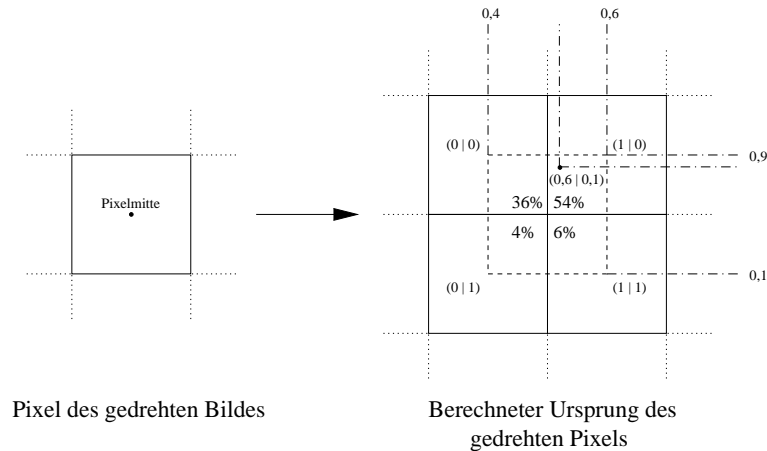 0,4
0,6
(0 | 0)
(1 | 0)
0,9
(0,6 | 0,1)
Pixelmitte
36%
54%
4%
6%
0,1
(0 | 1)
(1 | 1)
Pixel des gedrehten Bildes
Berechneter Ursprung des
gedrehten Pixels